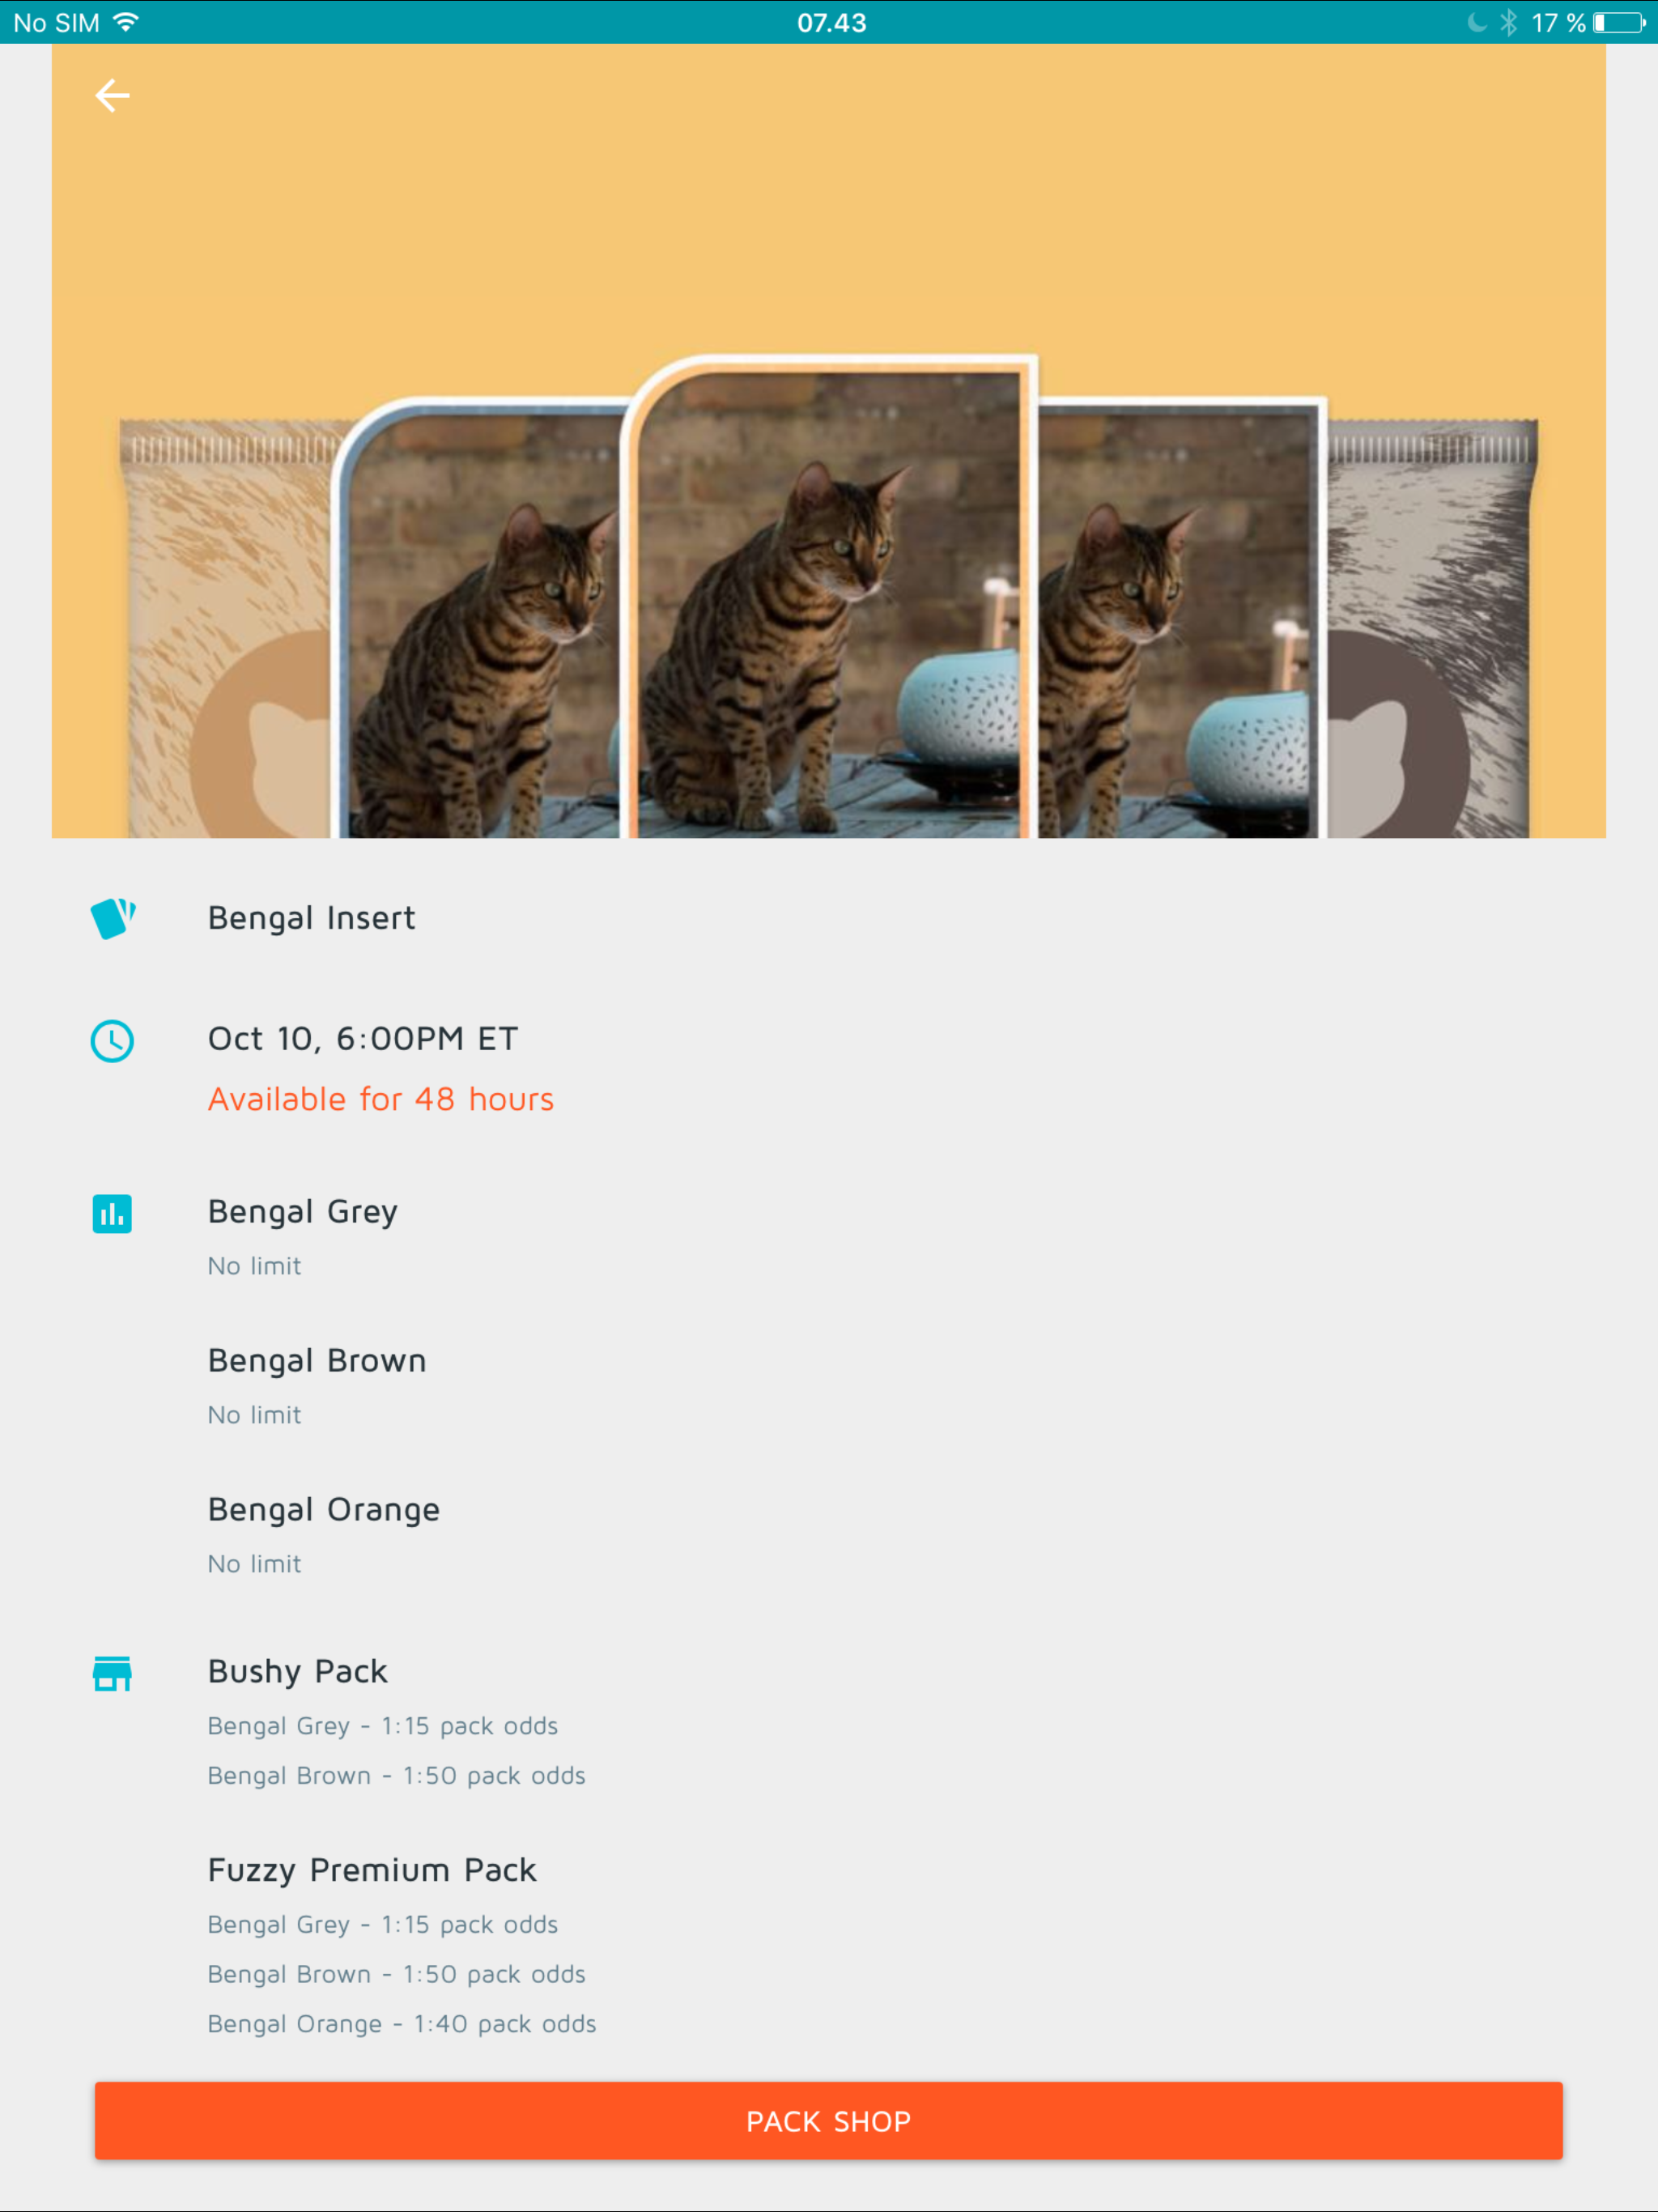 No SIM
07.43
17 %
Bengal Insert
Oct 10, 6:00PM ET
Available for 48 hours
Bengal Grey
No limit
Bengal Brown
No limit
Bengal Orange
No limit
Bushy Pack
Bengal Grey - 1:15 pack odds
Bengal Brown - 1:50 pack odds
Fuzzy Premium Pack
Bengal Grey - 1:15 pack odds
Bengal Brown - 1:50 pack odds
Bengal Orange - 1:40 pack odds
PACK SHOP